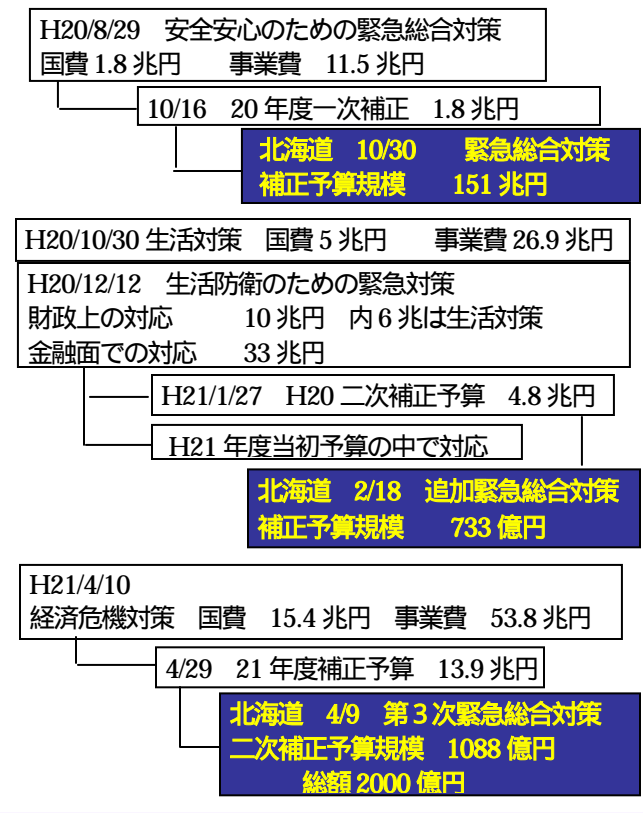 H20/8/29　安全安心のための緊急総合対策
国費 1.8 兆円　　事業費　11.5 兆円
10/16　20 年度一次補正　1.8 兆円
北海道　10/30　　緊急総合対策
補正予算規模　　151 兆円
H20/10/30 生活対策　国費 5 兆円　　事業費 26.9 兆円
H20/12/12　生活防衛のための緊急対策
財政上の対応　　　10 兆円　内 6 兆は生活対策
金融面での対応　　33 兆円
H21/1/27　H20 二次補正予算　4.8 兆円
H21 年度当初予算の中で対応
北海道　2/18　追加緊急総合対策
補正予算規模　　733 億円
H21/4/10
経済危機対策　国費　15.4 兆円　事業費　53.8 兆円
4/29　21 年度補正予算　13.9 兆円
北海道　4/9　第 3 次緊急総合対策
二次補正予算規模　1088 億円
総額 2000 億円